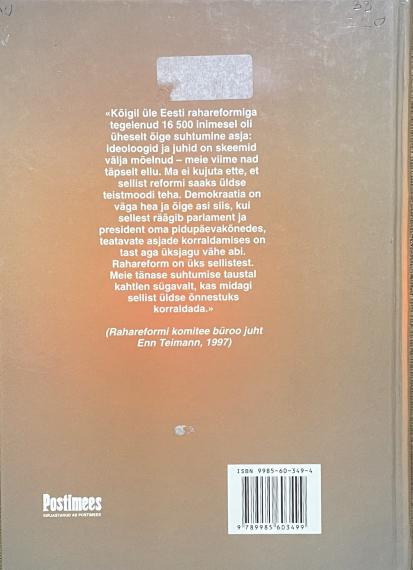 «Kõigil üle Eesti rahareformiga
tegelenud 16 500 inimesel oli
üheselt õige suhtumine asja:
ideoloogid ja juhid on skeemid
välja mõelnud – meie viime nad
täpselt ellu. Ma ei kujuta ette, et
sellist reformi saaks üldse
teistmoodi teha. Demokraatia on
väga hea ja õige asi siis, kui
sellest räägib parlament ja
president oma pidupäevakõnedes,
teatavate asjade korraldamises on
tast aga üksjagu vähe abi.
Rahareform on üks sellistest.
Meie tänase suhtumise taustal
kahtlen sügavalt, kas midagi
sellist üldse õnnestuks
korraldada.»
(Rahareformi komitee büroo juht
Enn Teimann, 1997)
ISBN 9985-60-349-4
9 789985 603499
Postimees
KIRJASTANUD AS POSTIMEES